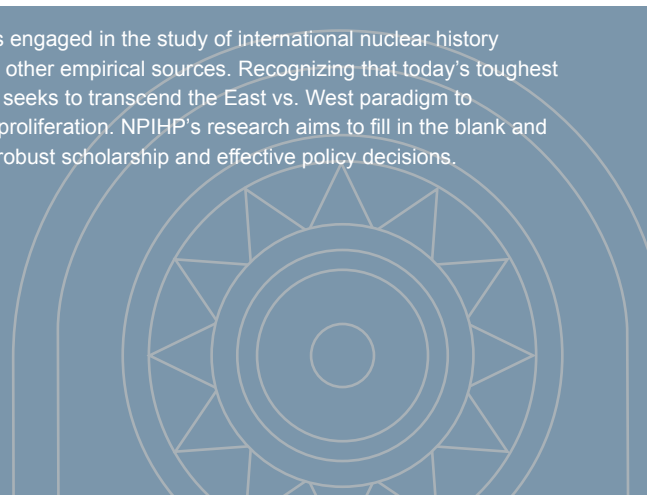 s engaged in the study of international nuclear history
other empirical sources. Recognizing that today's toughest
seeks to transcend the East vs. West paradigm to
proliferation. NPIHP's research aims to fill in the blank and
robust scholarship and effective policy decisions.